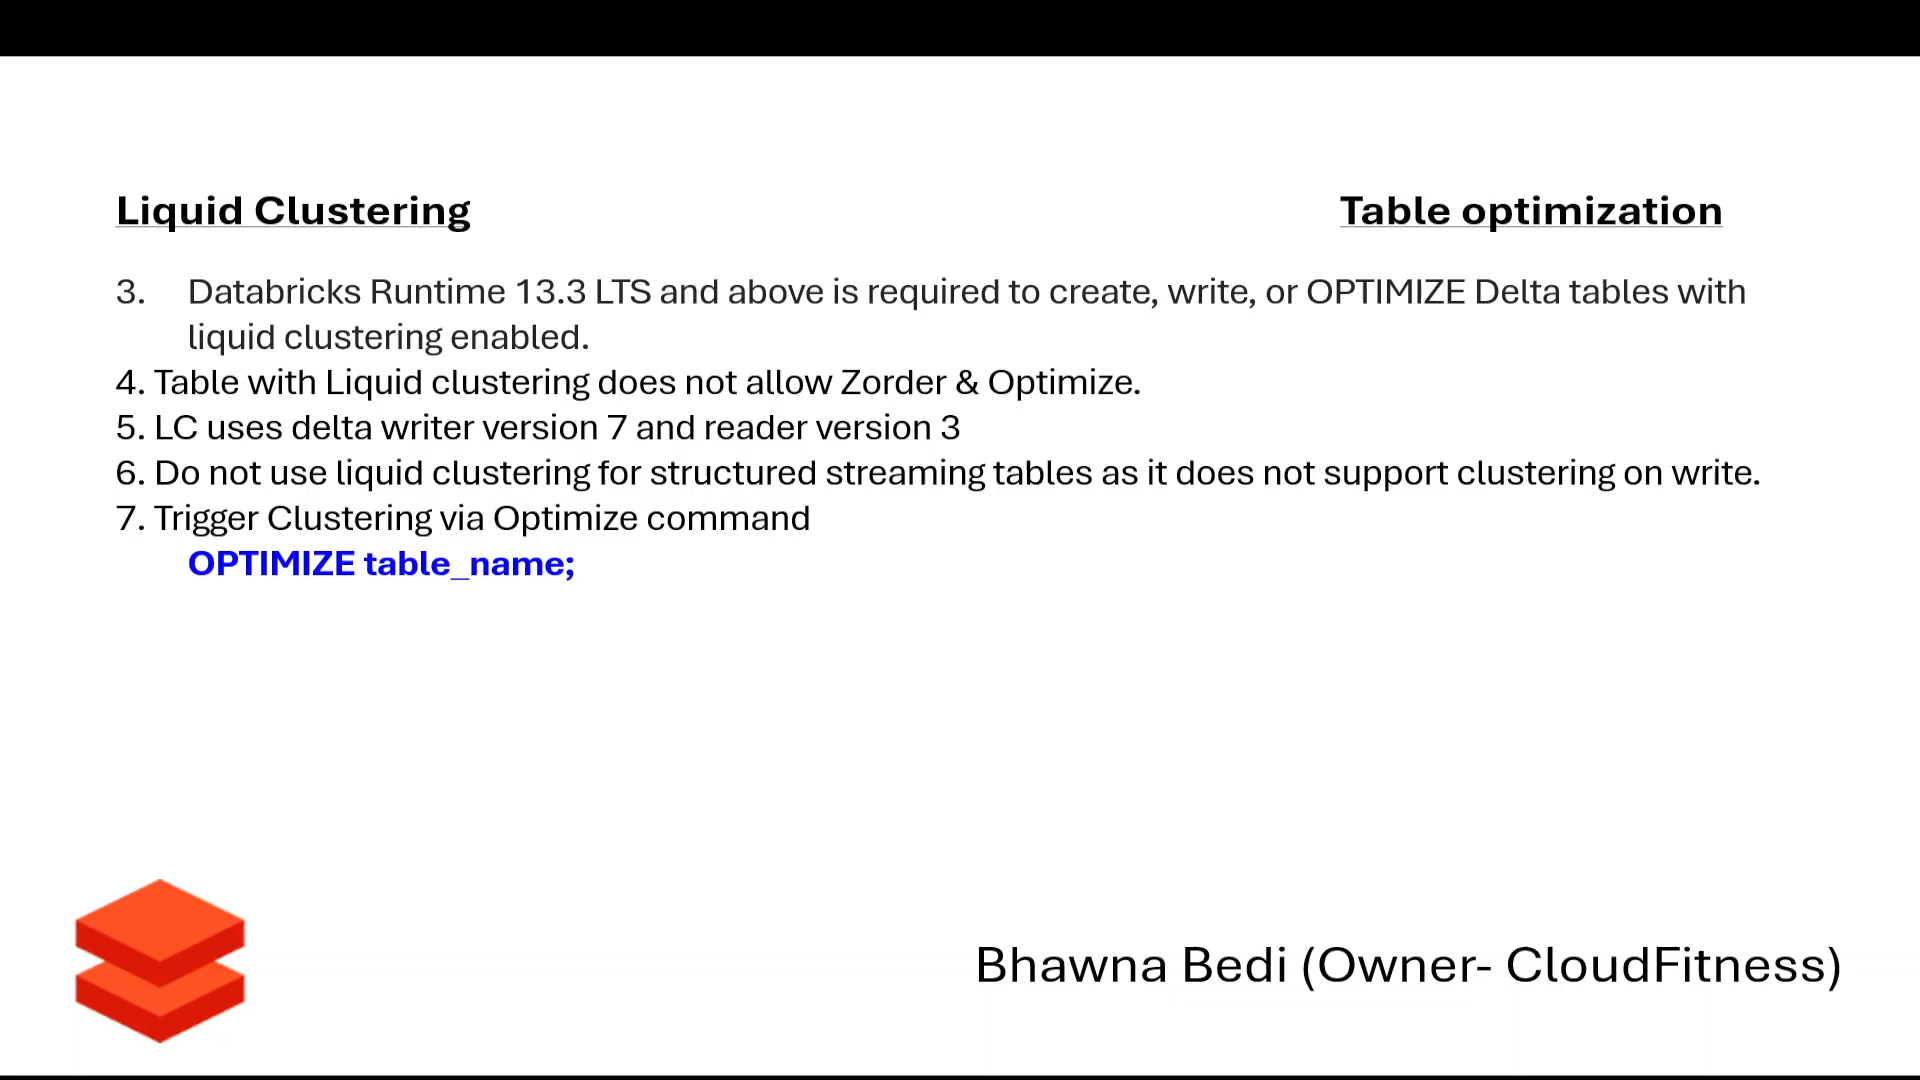 Liquid Clustering
Table optimization
3. Databricks Runtime 13.3 LTS and above is required to create, write, or OPTIMIZE Delta tables with
liquid clustering enabled.
4. Table with Liquid clustering does not allow Zorder & Optimize.
5. LC uses delta writer version 7 and reader version 3
6. Do not use liquid clustering for structured streaming tables as it does not support clustering on write.
7. Trigger Clustering via Optimize command
OPTIMIZE table_name;
Bhawna Bedi (Owner- CloudFitness)